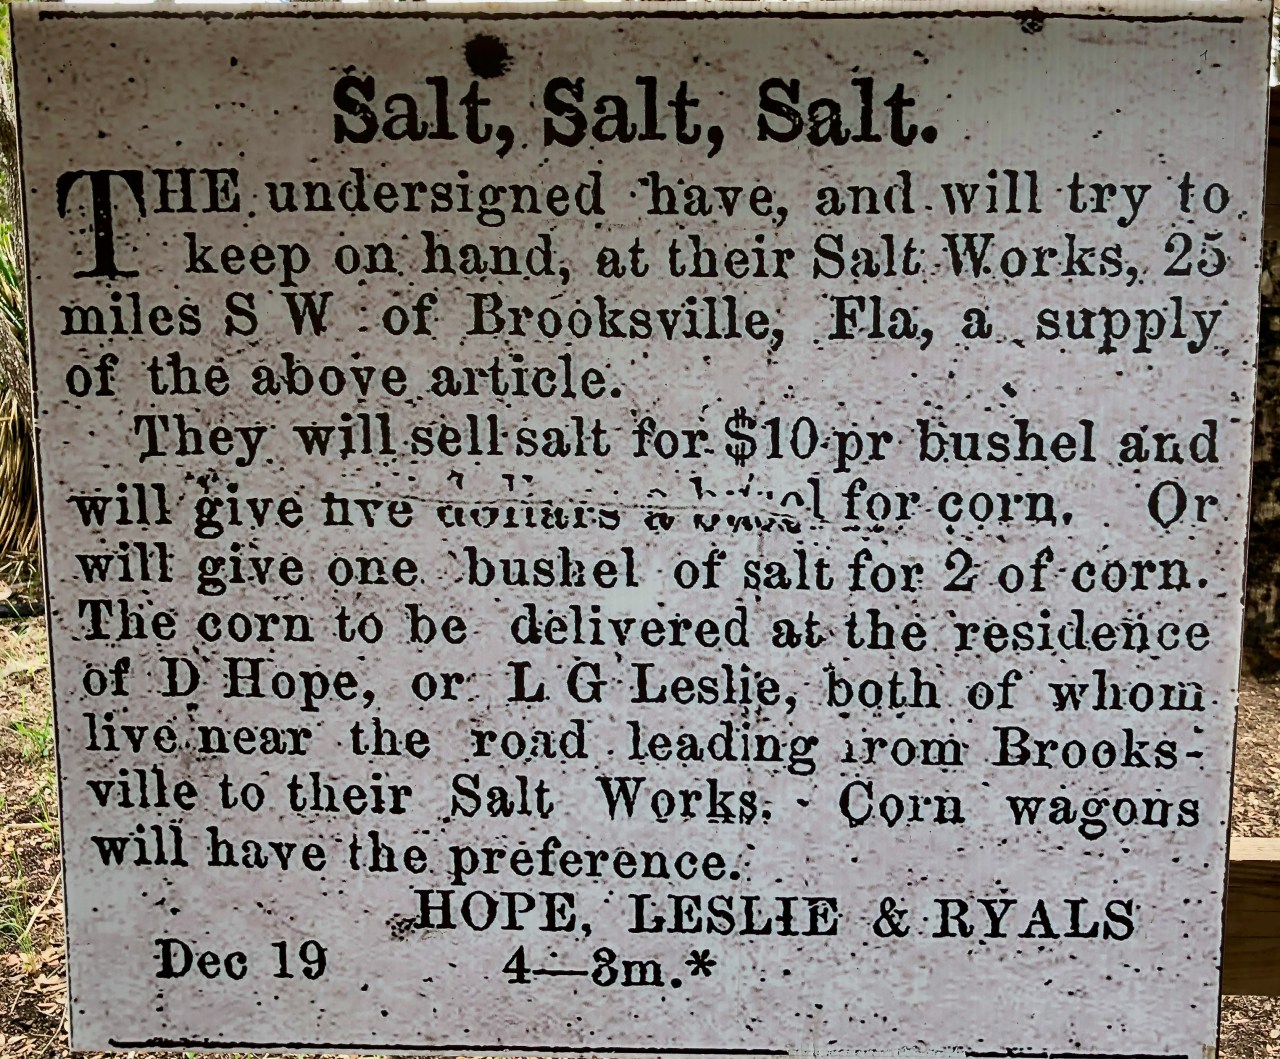 Salt, Salt, Salt.
THE undersigned have, and will try to
keep on hand, at their Salt Works, 25
miles S W of Brooksville, Fla, a supply
of the above article.
They will sell salt for $10 pr bushel and
will give five dollars a bushel for corn. Or
will give one bushel of salt for 2 of corn.
The corn to be delivered at the residence
of D Hope, or L G Leslie, both of whom
live near the road leading from Brooks-
ville to their Salt Works. Corn wagons
will have the preference.
HOPE, LESLIE & RYALS
Dec 19 4—3m.*